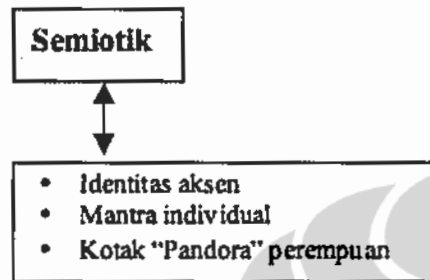 Semiotik
• Identitas aksen
• Mantra individual
• Kotak "Pandora" perempuan